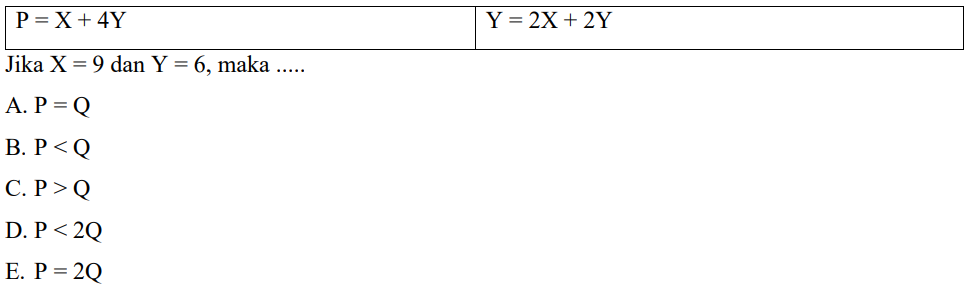 P = X + 4Y
Y = 2X + 2Y
Jika X = 9 dan Y = 6, maka .....
A. P = Q
B. P < Q
C. P > Q
D. P < 2Q
E. P = 2Q